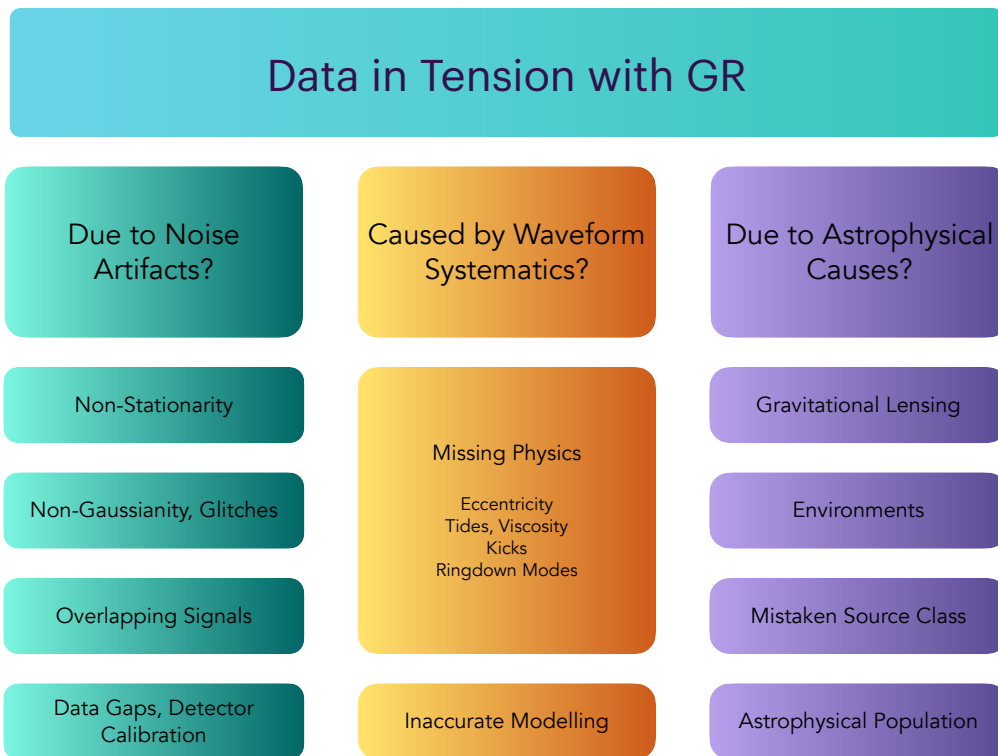 Data in Tension with GR
Due to Noise
Artifacts?
Non-Stationarity
Non-Gaussianity, Glitches
Overlapping Signals
Data Gaps, Detector
Calibration
Caused by Waveform
Systematics?
Missing Physics
Eccentricity
Tides, Viscosity
Kicks
Ringdown Modes
Inaccurate Modelling
Due to Astrophysical
Causes?
Gravitational Lensing
Environments
Mistaken Source Class
Astrophysical Population